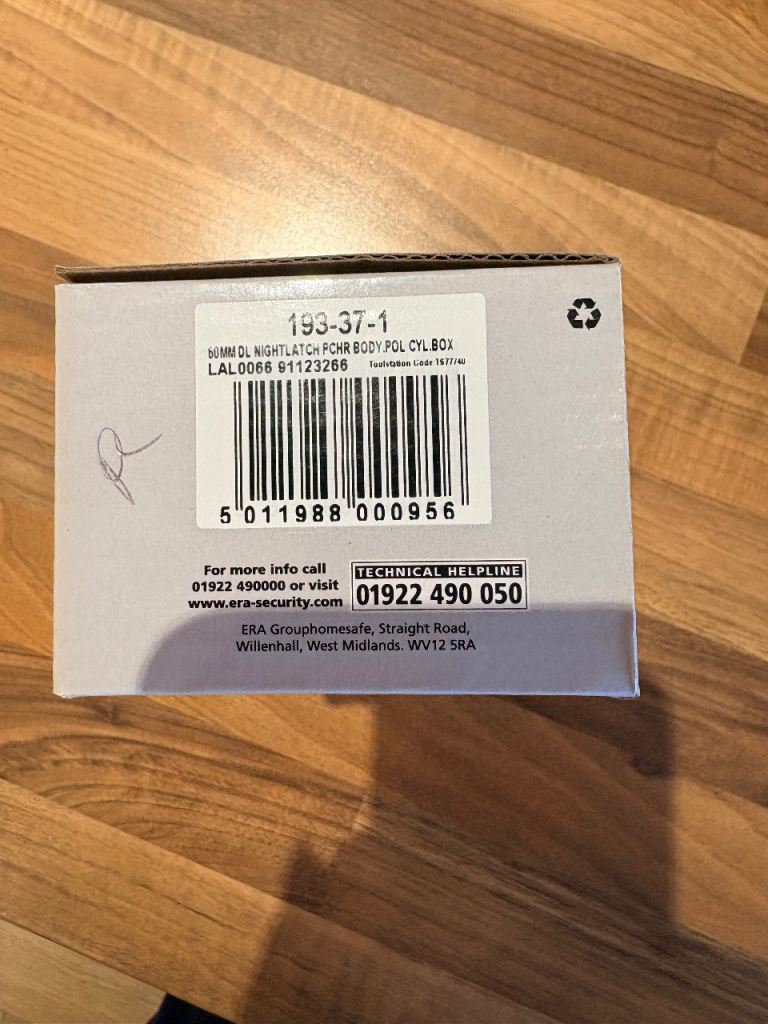 193-37-1
60MM DL NIGHTLATCH PCHR BODY.POL CYL.BOX
LAL0066 91123266 Toolstation Code
5 011988 000956
For more info call
01922 490000 or visit
www.era-security.com
TECHNICAL HELPLINE
01922 490 050
ERA Grouphomesafe, Straight Road,
Willenhall, West Midlands. WV12 5RA